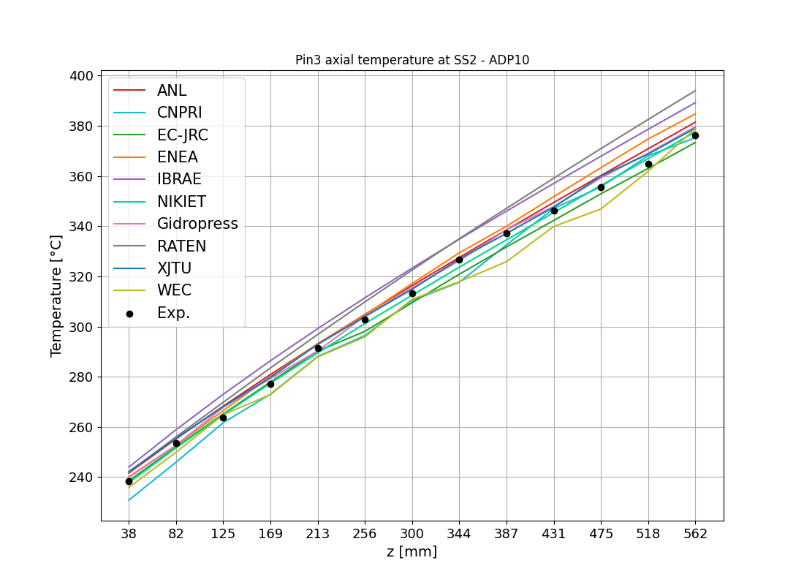 Pin3 axial temperature at SS2 - ADP10
400
380
360
340
320
300
280
260
240
Temperature [°C]
ANL
CNPRI
EC-JRC
ENEA
IBRAE
NIKIET
Gidropress
RATEN
XJTU
WEC
Exp.
38 82 125 169 213 256 300 344 387 431 475 518 562
z [mm]